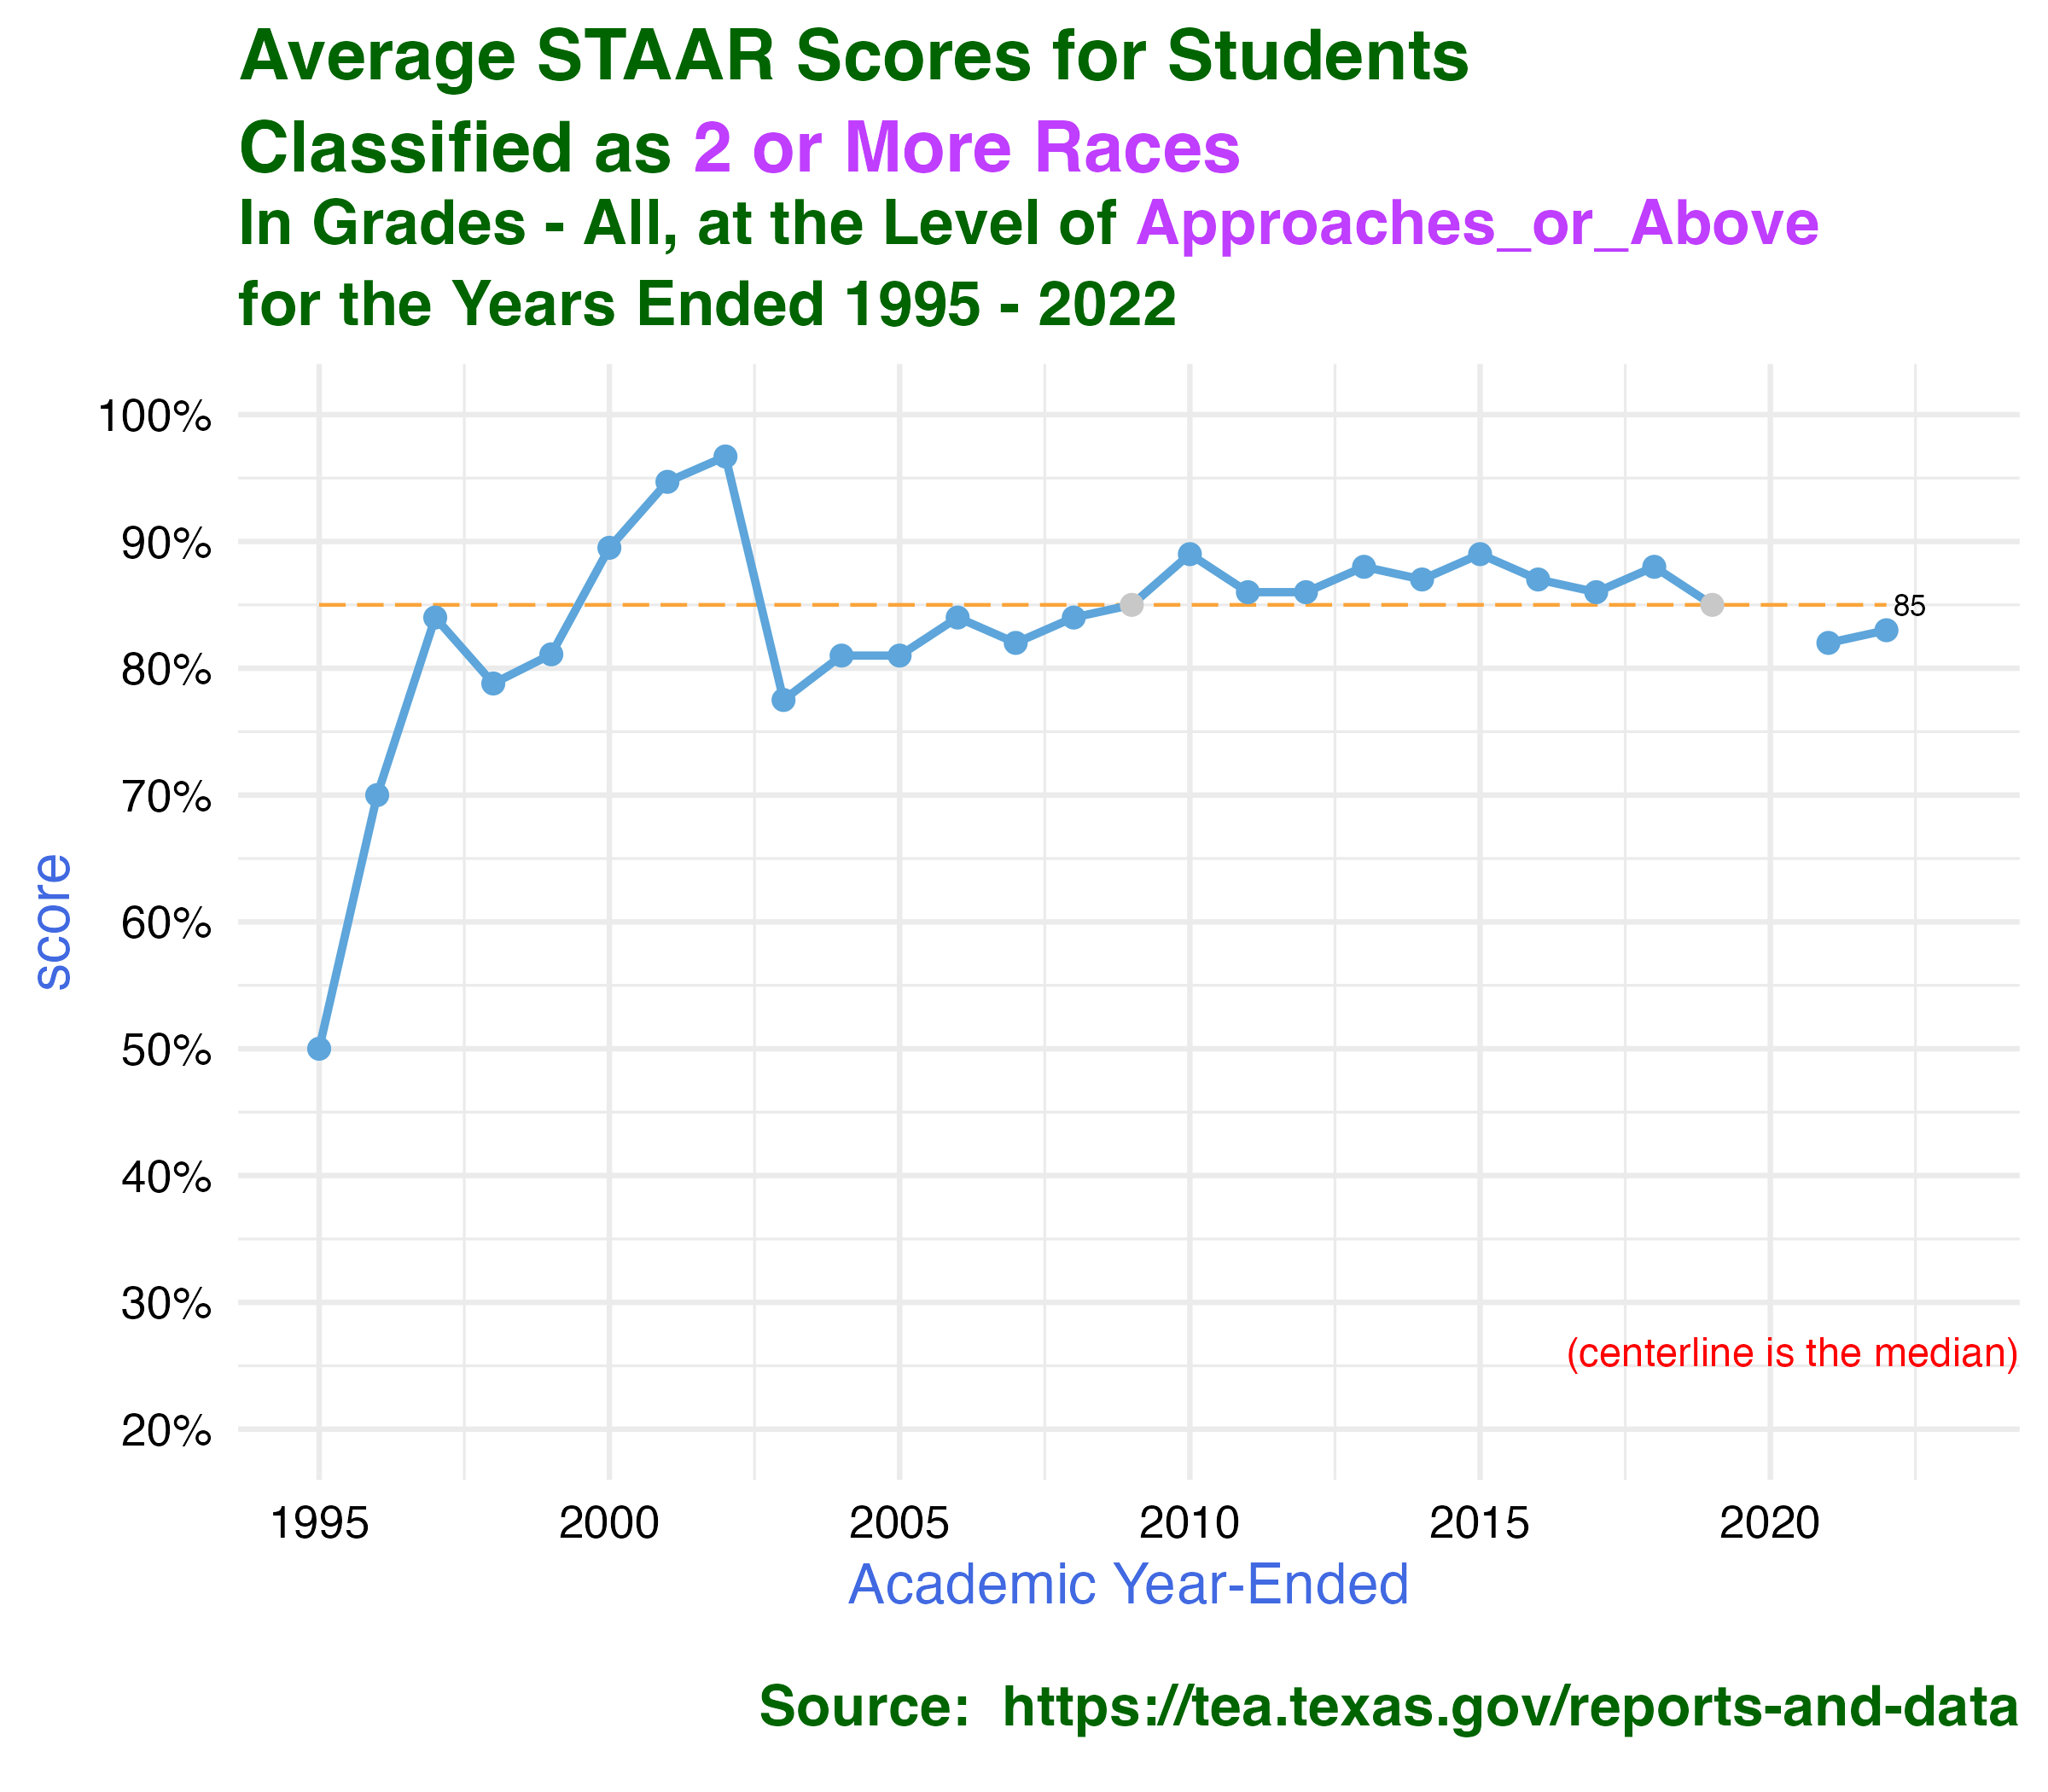 Average STAAR Scores for Students
Classified as 2 or More Races
In Grades - All, at the Level of Approaches_or_Above
for the Years Ended 1995 - 2022
100%
90%
80%
70%
60%
50%
40%
30%
20%
score
85
(centerline is the median)
1995 2000 2005 2010 2015 2020
Academic Year-Ended
Source:  https://tea.texas.gov/reports-and-data